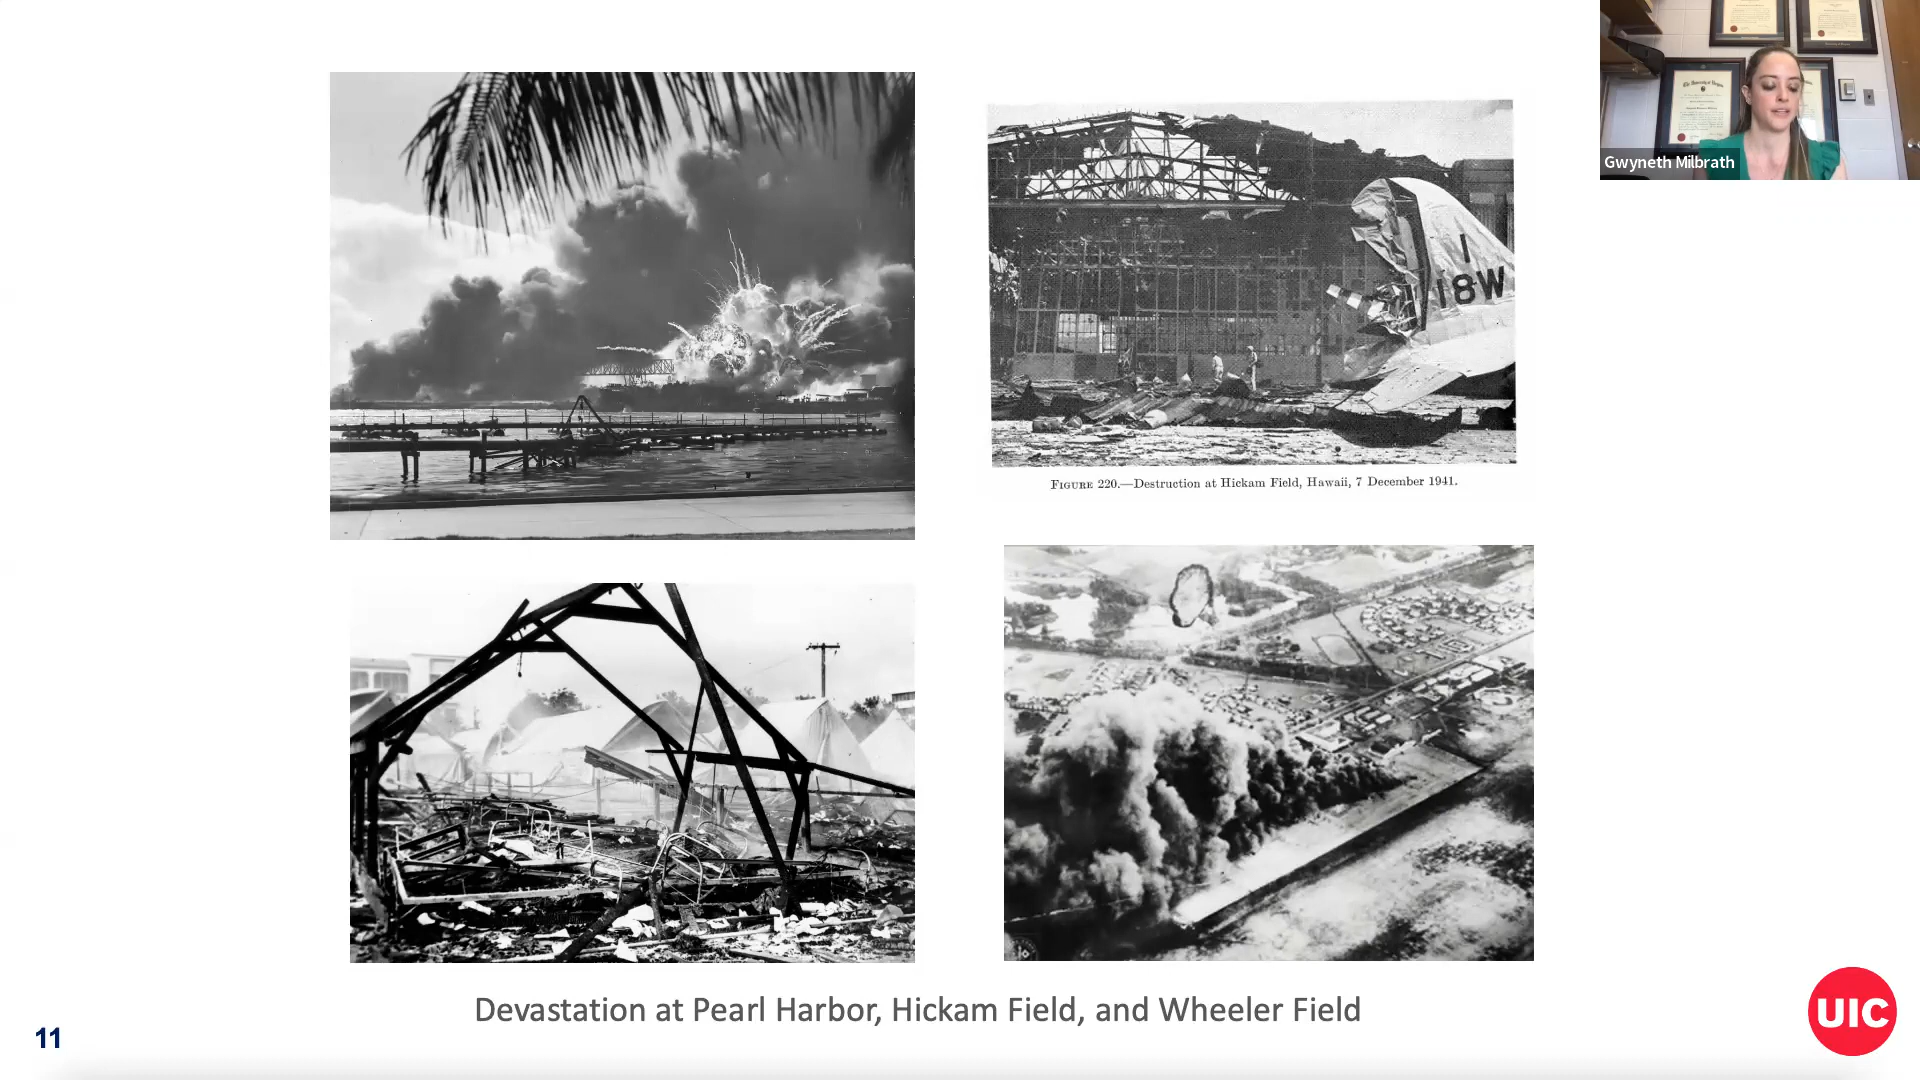 Gwyneth Milbrath
I
18W
FIGURE 220.—Destruction at Hickam Field, Hawaii, 7 December 1941.
Devastation at Pearl Harbor, Hickam Field, and Wheeler Field
11
UIC